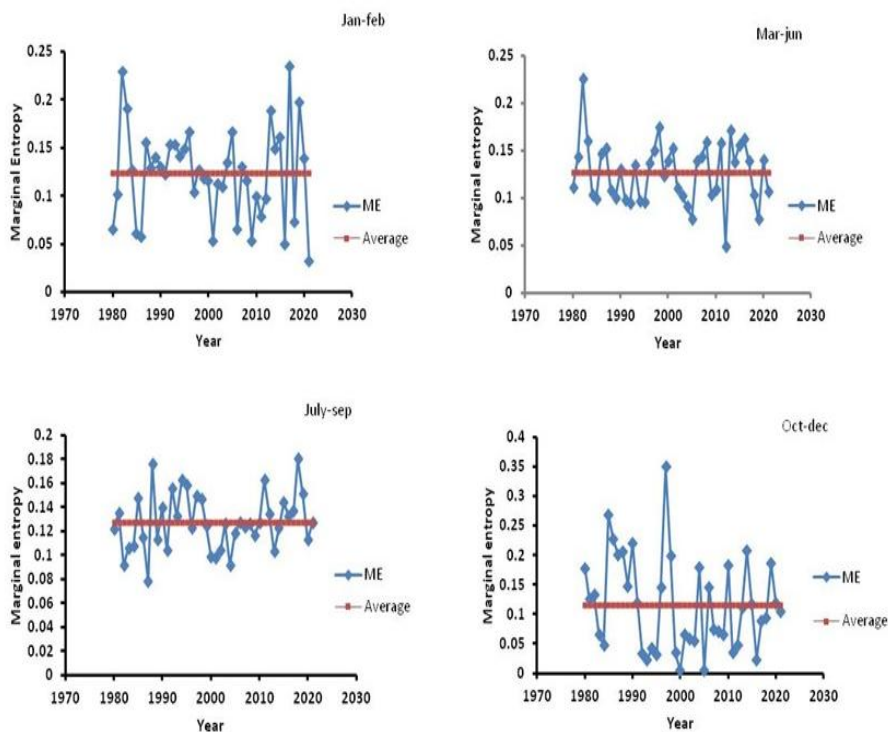 Jan-feb
Marginal Entropy
0.25
0.2
0.15
0.1
0.05
0
1970 1980 1990 2000 2010 2020 2030
Year
ME
Average
Mar-jun
Marginal Entropy
0.25
0.2
0.15
0.1
0.05
0
1970 1980 1990 2000 2010 2020 2030
Year
ME
Average
July-sep
Marginal entropy
0.2
0.18
0.16
0.14
0.12
0.1
0.08
0.06
0.04
0.02
0
1970 1980 1990 2000 2010 2020 2030
Year
ME
Average
Oct-dec
Marginal entropy
0.4
0.35
0.3
0.25
0.2
0.15
0.1
0.05
0
1970 1980 1990 2000 2010 2020 2030
Year
ME
Average